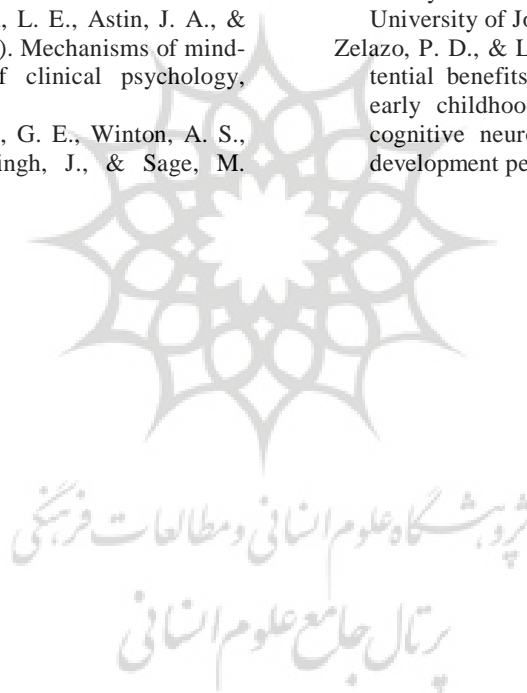 , L. E., Astin, J. A., &
). Mechanisms of mind-
f clinical psychology,
, G. E., Winton, A. S.,
ingh, J., & Sage, M.
University of Jo
Zelazo, P. D., & L
tential benefits
early childhoo
cognitive neuro
development pe
پژوهشگاه علوم انسانی و مطالعات فرهنگی
پرتال جامع علوم انسانی